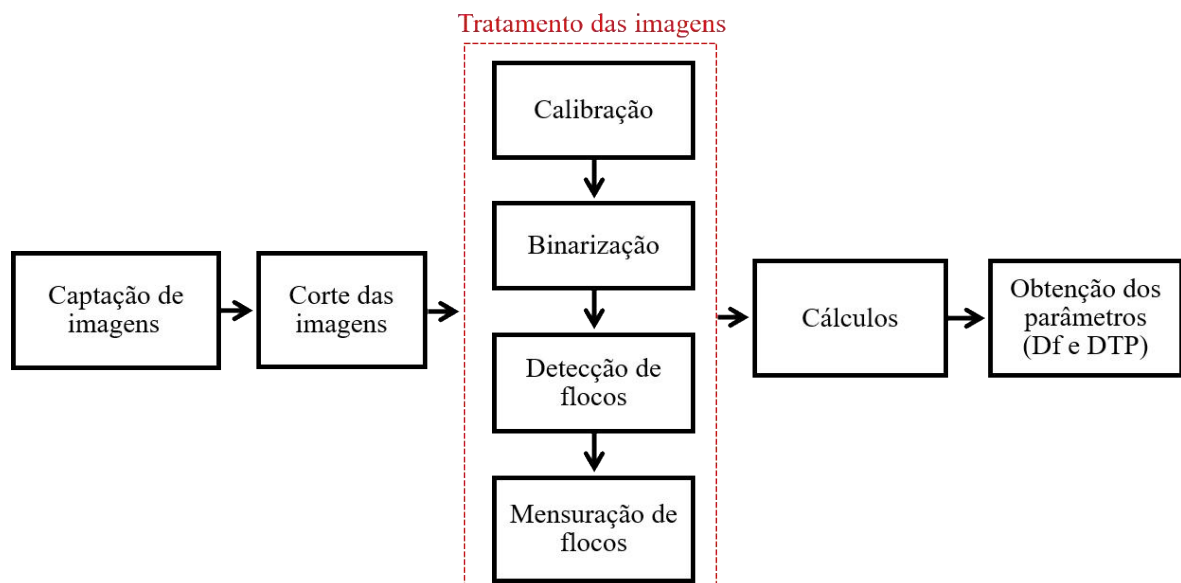 Tratamento das imagens
Captação de
imagens
Corte das
imagens
Calibração
Binarização
Detecção de
flocos
Mensuração de
flocos
Cálculos
Obtenção dos
parâmetros
(Df e DTP)